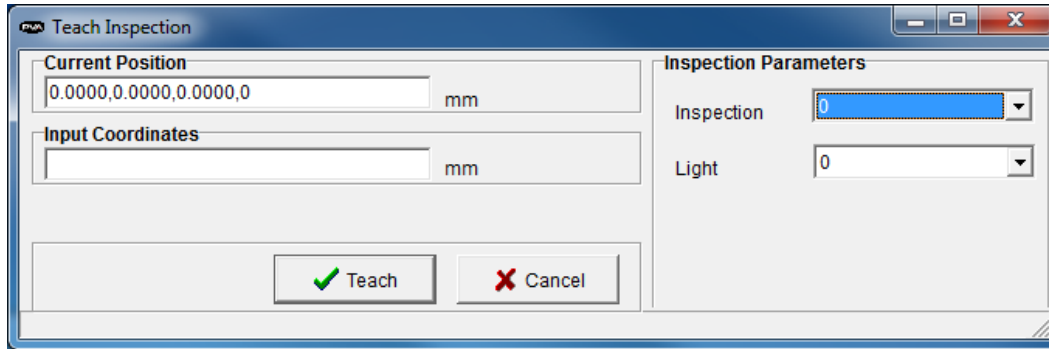 PVA Teach Inspection
Current Position
0.0000,0.0000,0.0000,0 mm
Input Coordinates
mm
Teach
Cancel
Inspection Parameters
Inspection 0
Light 0